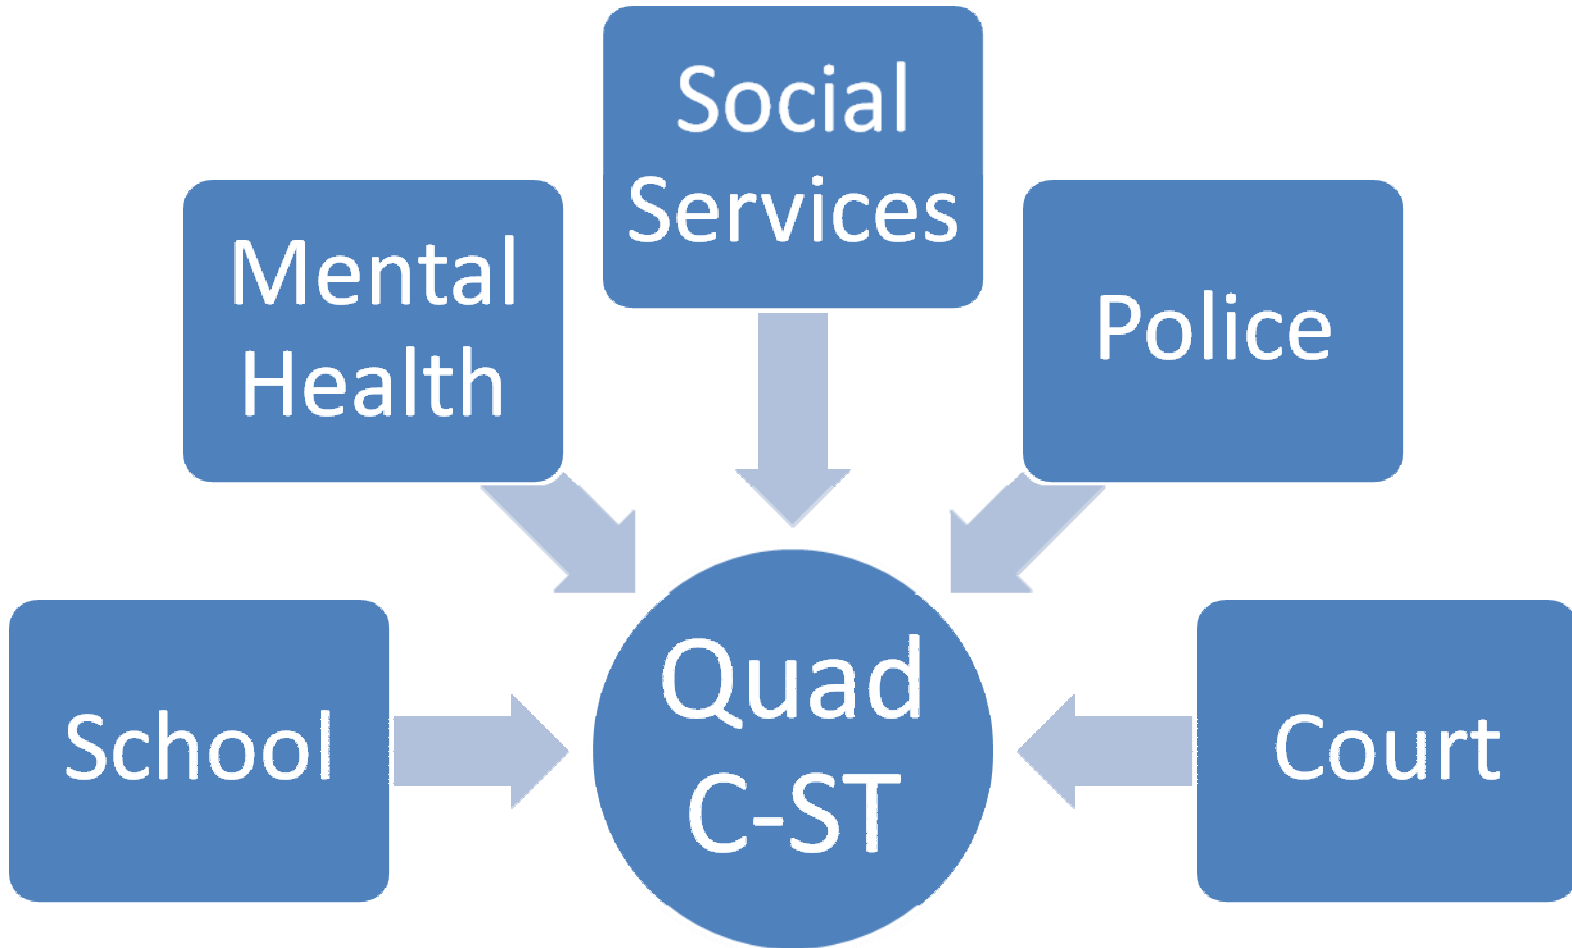 Social
Services
Mental
Health
Police
School
Quad
C-ST
Court